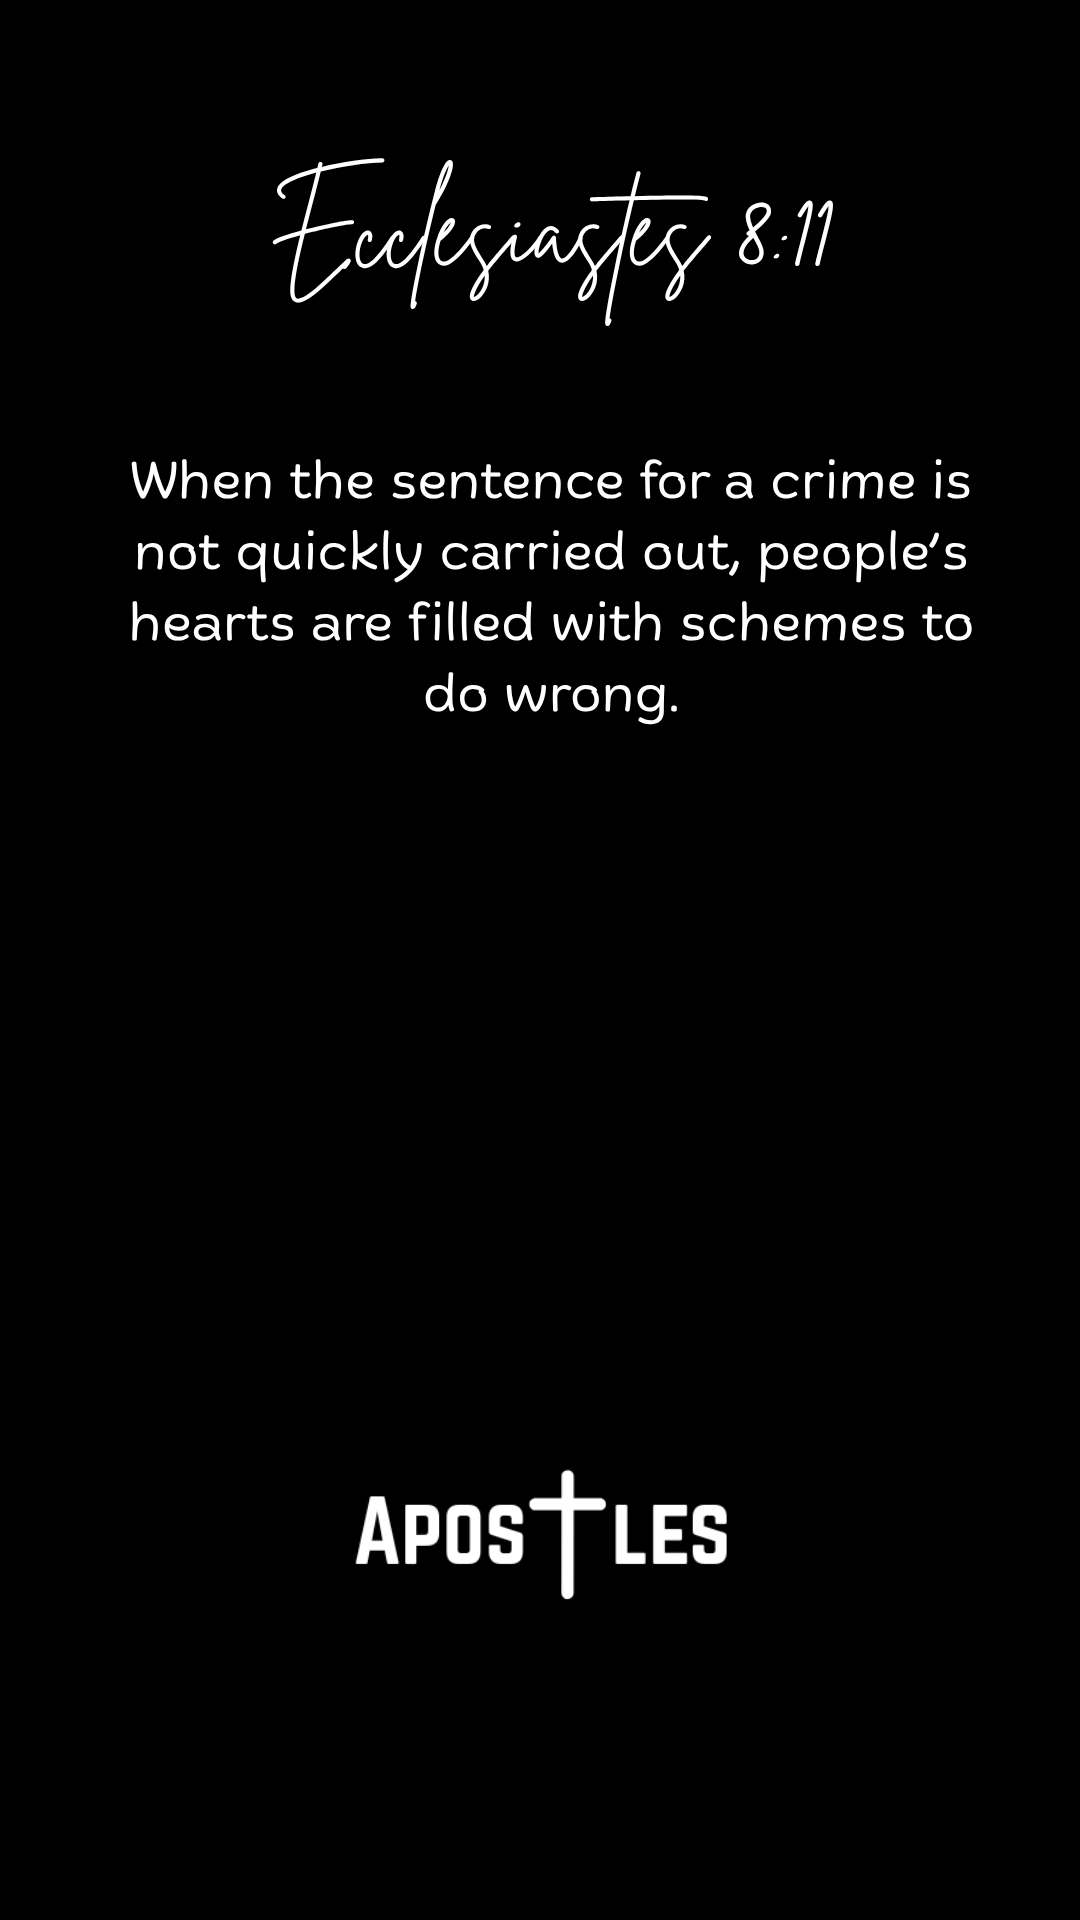 Ecclesiastes 8:11
When the sentence for a crime is
not quickly carried out, people’s
hearts are filled with schemes to
do wrong.
Apostles